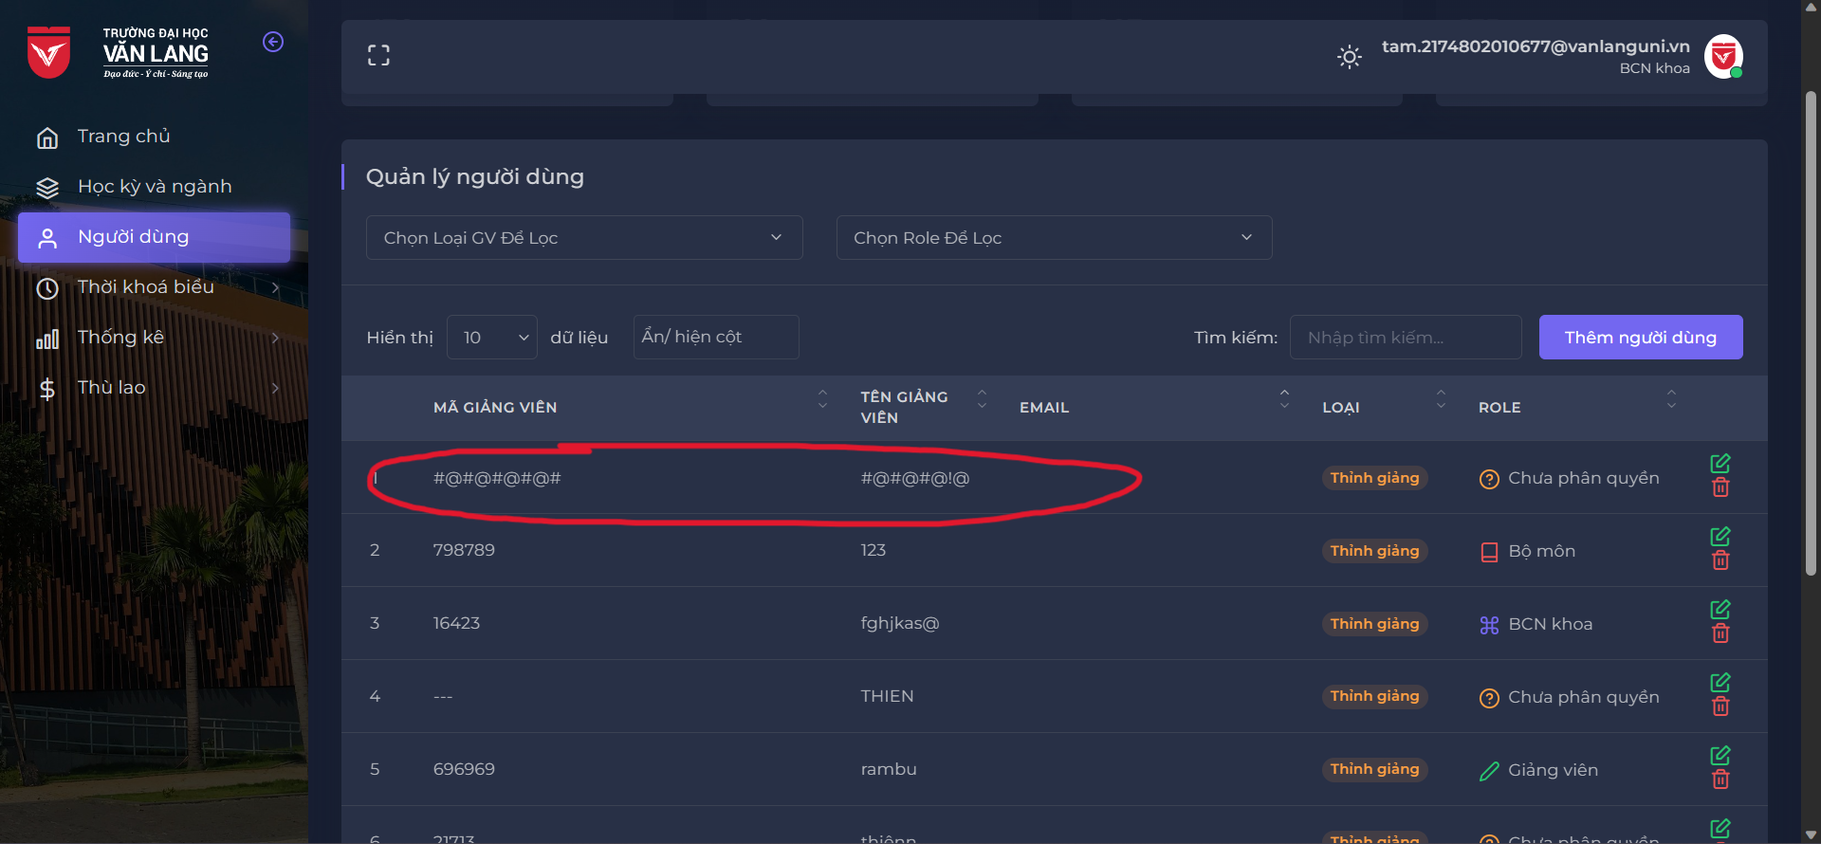 TRƯỜNG ĐẠI HỌC
VĂN LANG
Đạo đức - Ý chí - Sáng tạo
tam.2174802010677@vanlanguni.vn
BCN khoa
Trang chủ
Học kỳ và ngành
Người dùng
Thời khoá biểu
Thống kê
Thù lao
Quản lý người dùng
Chọn Loại GV Để Lọc
Chọn Role Để Lọc
Hiển thị 10 dữ liệu Ẩn/ hiện cột Tìm kiếm: Nhập tìm kiếm... Thêm người dùng
MÃ GIẢNG VIÊN TÊN GIẢNG VIÊN EMAIL LOẠI ROLE
1 #@#@#@#@# #@#@#@!@ Thỉnh giảng Chưa phân quyền
2 798789 123 Thỉnh giảng Bộ môn
3 16423 fghjkas@ Thỉnh giảng BCN khoa
4 --- THIEN Thỉnh giảng Chưa phân quyền
5 696969 rambu Thỉnh giảng Giảng viên
6 21713 thiênn Thỉnh giảng Chưa phân quyền